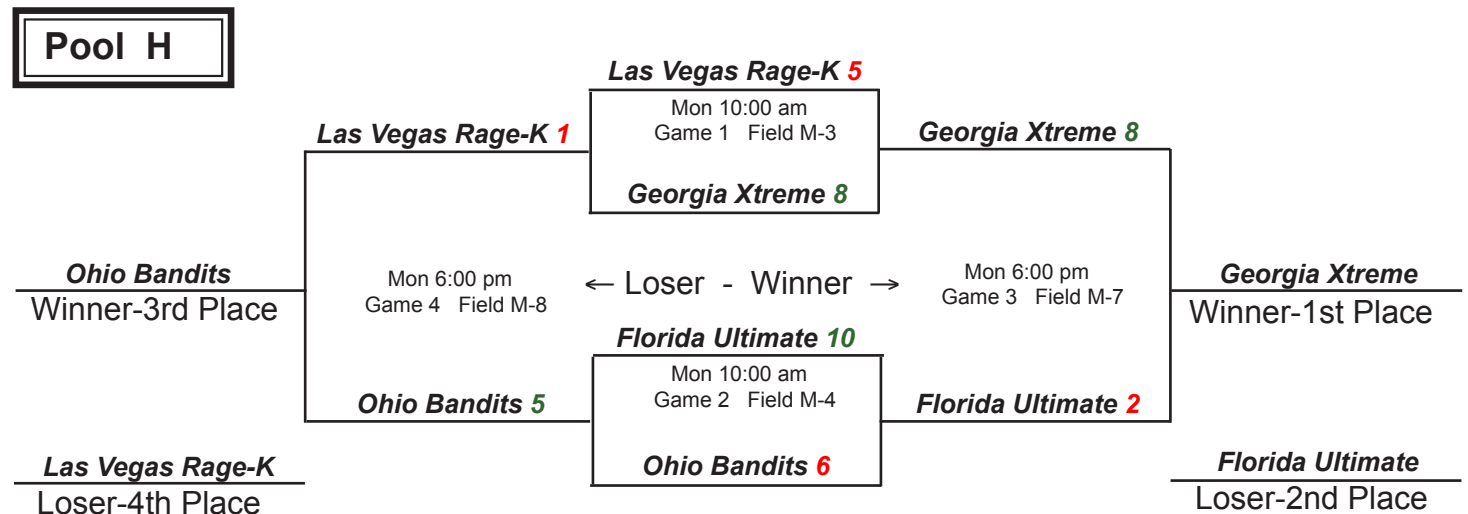 Pool H
Las Vegas Rage-K 5
Mon 10:00 am
Game 1 Field M-3
Georgia Xtreme 8
Las Vegas Rage-K 1
Georgia Xtreme 8
Ohio Bandits
Winner-3rd Place
Mon 6:00 pm
Game 4 Field M-8
← Loser - Winner →
Mon 6:00 pm
Game 3 Field M-7
Georgia Xtreme
Winner-1st Place
Florida Ultimate 10
Mon 10:00 am
Game 2 Field M-4
Ohio Bandits 6
Ohio Bandits 5
Florida Ultimate 2
Las Vegas Rage-K
Loser-4th Place
Florida Ultimate
Loser-2nd Place